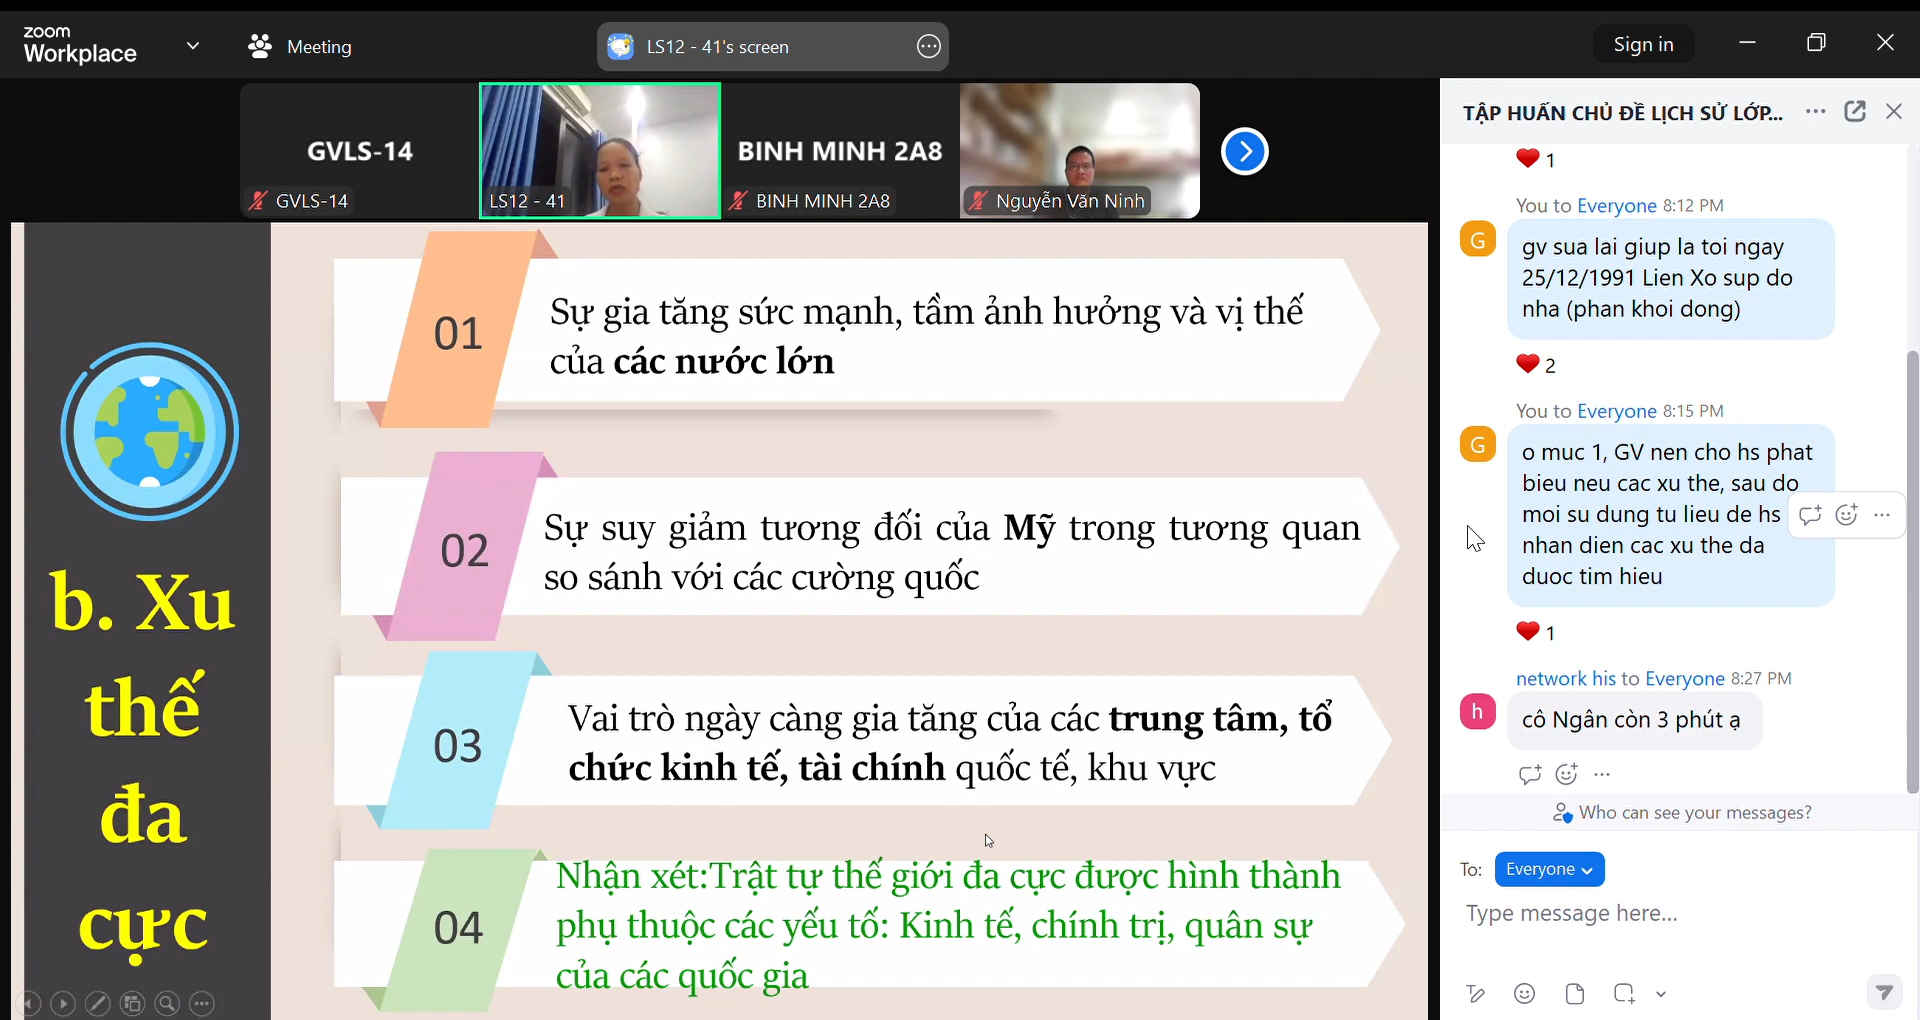 zoom
Workplace
Meeting
LS12 - 41's screen
Sign in
GVLS-14
GVLS-14
LS12 - 41
BINH MINH 2A8
BINH MINH 2A8
Nguyễn Văn Ninh
b. Xu
thế
đa
cực
01
Sự gia tăng sức mạnh, tầm ảnh hưởng và vị thế
của các nước lớn
02
Sự suy giảm tương đối của Mỹ trong tương quan
so sánh với các cường quốc
03
Vai trò ngày càng gia tăng của các trung tâm, tổ
chức kinh tế, tài chính quốc tế, khu vực
04
Nhận xét:Trật tự thế giới đa cực được hình thành
phụ thuộc các yếu tố: Kinh tế, chính trị, quân sự
của các quốc gia
TẬP HUẤN CHỦ ĐỀ LỊCH SỬ LỚP...
1
You to Everyone 8:12 PM
G
gv sua lai giup la toi ngay
25/12/1991 Lien Xo sup do
nha (phan khoi dong)
2
You to Everyone 8:15 PM
G
o muc 1, GV nen cho hs phat
bieu neu cac xu the, sau do
moi su dung tu lieu de hs
nhan dien cac xu the da
duoc tim hieu
1
network his to Everyone 8:27 PM
h
cô Ngân còn 3 phút ạ
Who can see your messages?
To: Everyone
Type message here...